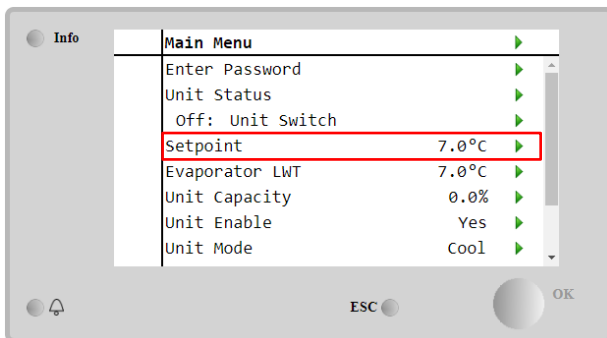 Info
Main Menu
Enter Password
Unit Status
Off: Unit Switch
Setpoint 7.0°C
Evaporator LWT 7.0°C
Unit Capacity 0.0%
Unit Enable Yes
Unit Mode Cool
ESC
OK